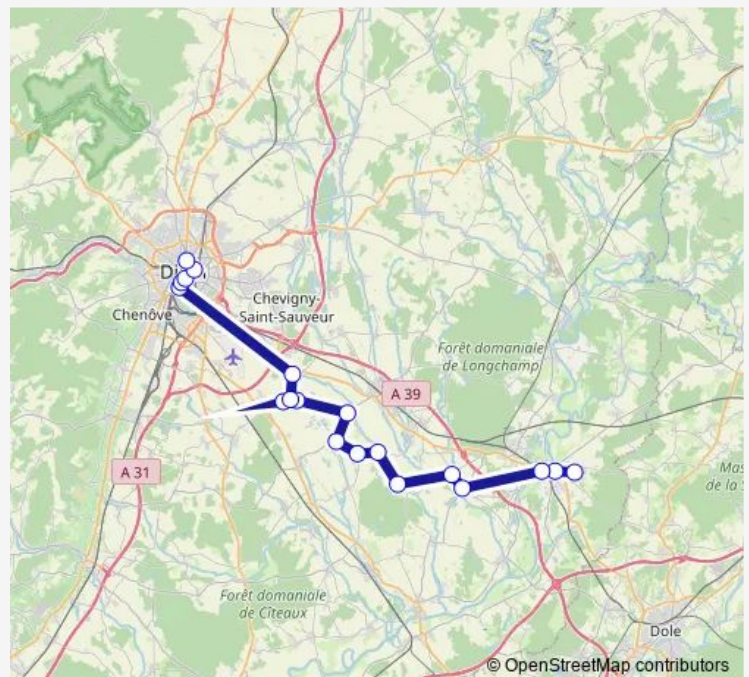 Di
Chenôve
Chevigny-
Saint-Sauveur
Forêt domaniale
de Longchamp
A 39
A 31
Mas
de la S
Forêt domaniale
de Cîteaux
Dole
© OpenStreetMap contributors